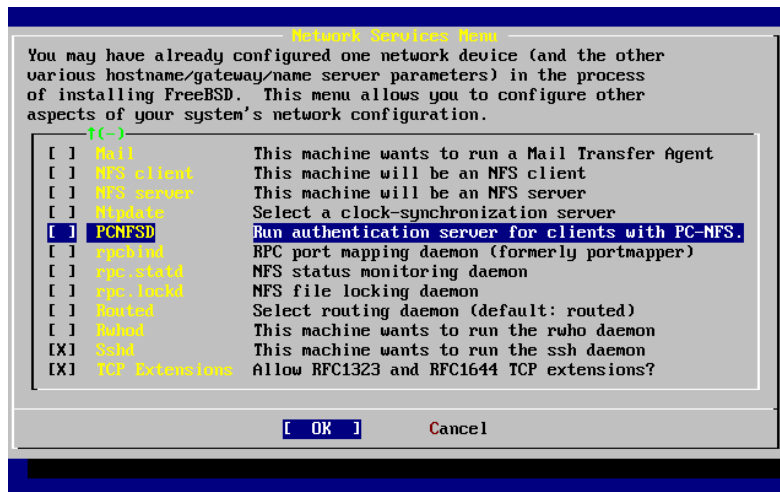 Network Services Menu
You may have already configured one network device (and the other
various hostname/gateway/name server parameters) in the process
of installing FreeBSD.  This menu allows you to configure other
aspects of your system's network configuration.
↑(-)
[ ] Mail This machine wants to run a Mail Transfer Agent
[ ] NFS client This machine will be an NFS client
[ ] NFS server This machine will be an NFS server
[ ] Ntpdate Select a clock-synchronization server
[ ] PCNFSD Run authentication server for clients with PC-NFS.
[ ] rpcbind RPC port mapping daemon (formerly portmapper)
[ ] rpc.statd NFS status monitoring daemon
[ ] rpc.lockd NFS file locking daemon
[ ] Routed Select routing daemon (default: routed)
[ ] Rwhod This machine wants to run the rwho daemon
[X] Sshd This machine wants to run the ssh daemon
[X] TCP Extensions Allow RFC1323 and RFC1644 TCP extensions?
[ OK ] Cancel